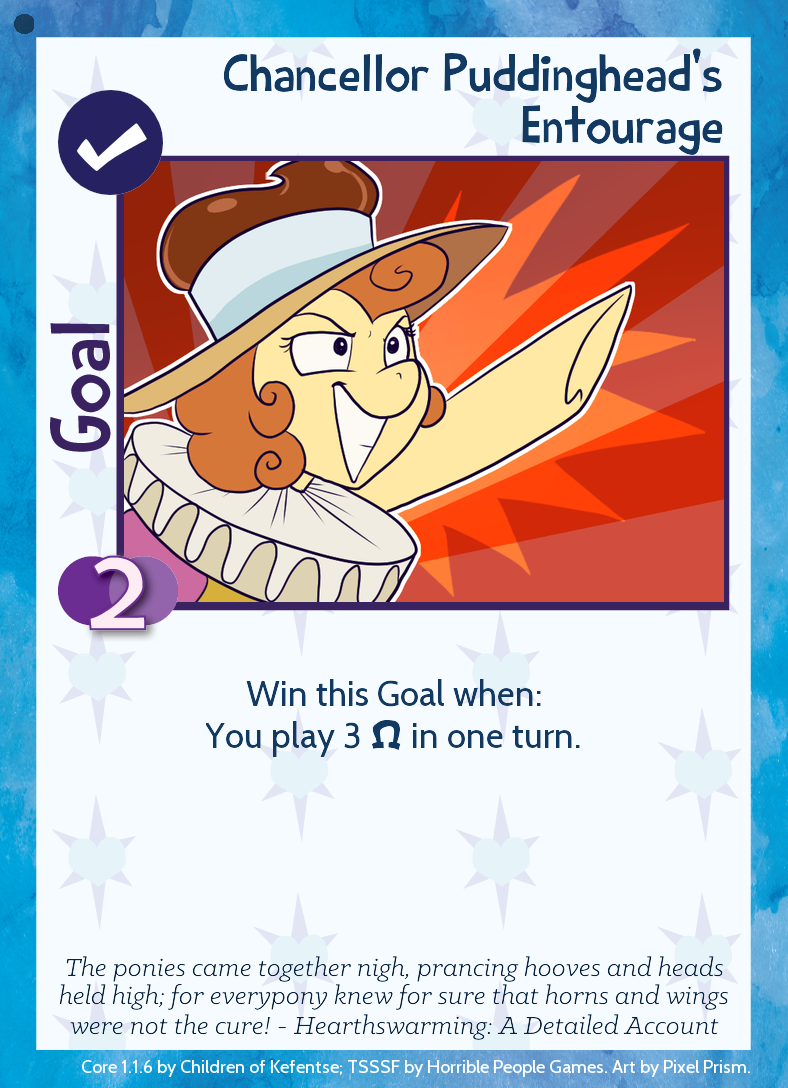 Chancellor Puddinghead's
Entourage
Goal
2
Win this Goal when:
You play 3 Ω in one turn.
The ponies came together nigh, prancing hooves and heads
held high; for everypony knew for sure that horns and wings
were not the cure! - Hearthswarming: A Detailed Account
Core 1.1.6 by Children of Kefentse; TSSSF by Horrible People Games. Art by Pixel Prism.